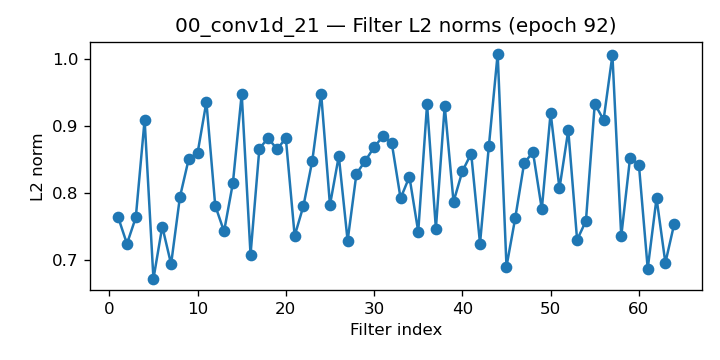 00_conv1d_21 — Filter L2 norms (epoch 92)
L2 norm
1.0
0.9
0.8
0.7
0 10 20 30 40 50 60
Filter index